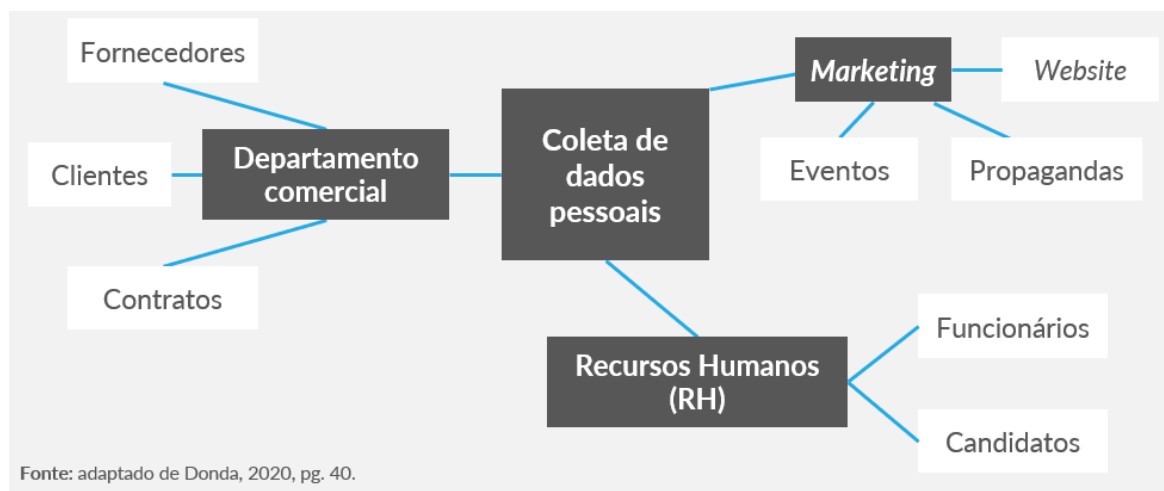 Fornecedores
Clientes
Contratos
Departamento
comercial
Coleta de
dados
pessoais
Marketing
Website
Eventos
Propagandas
Recursos Humanos
(RH)
Funcionários
Candidatos
Fonte: adaptado de Donda, 2020, pg. 40.